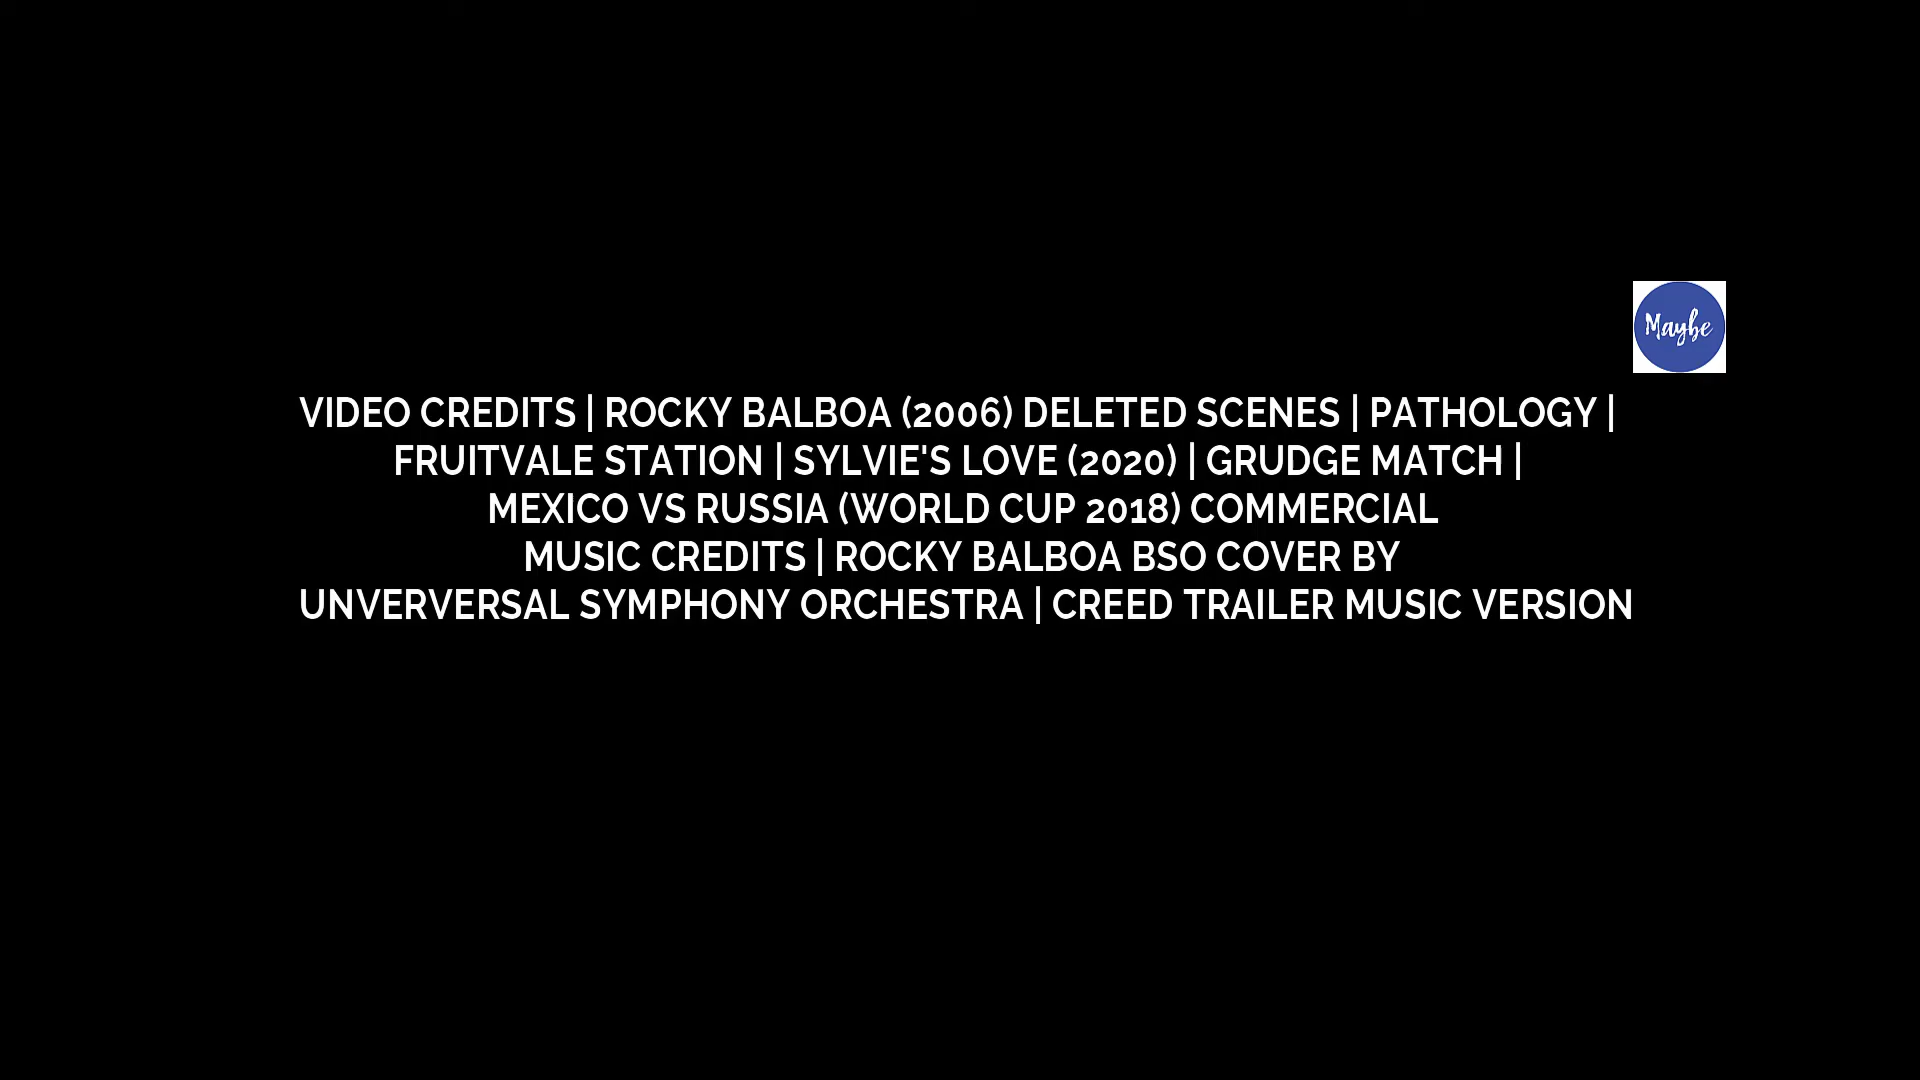 Maybe
VIDEO CREDITS | ROCKY BALBOA (2006) DELETED SCENES | PATHOLOGY |
FRUITVALE STATION | SYLVIE'S LOVE (2020) | GRUDGE MATCH |
MEXICO VS RUSSIA (WORLD CUP 2018) COMMERCIAL
MUSIC CREDITS | ROCKY BALBOA BSO COVER BY
UNVERVERSAL SYMPHONY ORCHESTRA | CREED TRAILER MUSIC VERSION